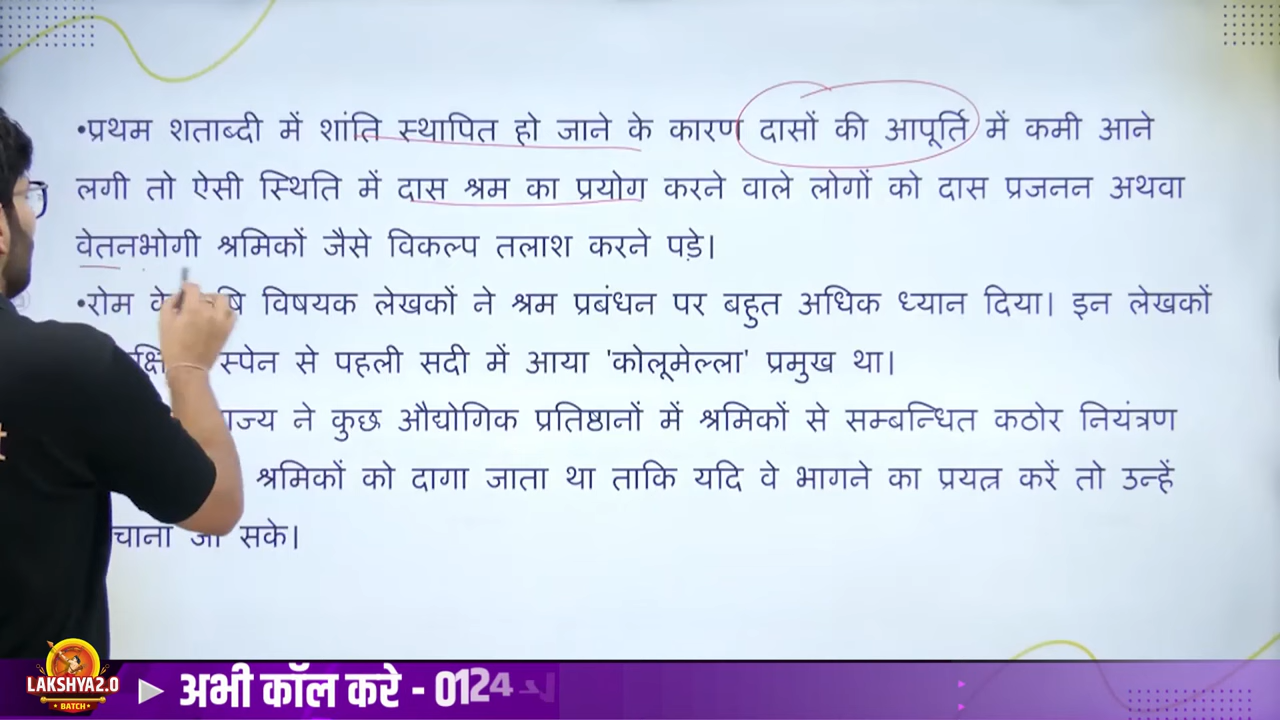 •प्रथम शताब्दी में शांति स्थापित हो जाने के कारण दासों की आपूर्ति में कमी आने
लगी तो ऐसी स्थिति में दास श्रम का प्रयोग करने वाले लोगों को दास प्रजनन अथवा
वेतनभोगी श्रमिकों जैसे विकल्प तलाश करने पड़े।
•रोम विषयक लेखकों ने श्रम प्रबंधन पर बहुत अधिक ध्यान दिया। इन लेखकों
स्पेन से पहली सदी में आया 'कोलूमेल्ला' प्रमुख था।
ने कुछ औद्योगिक प्रतिष्ठानों में श्रमिकों से सम्बन्धित कठोर नियंत्रण
श्रमिकों को दागा जाता था ताकि यदि वे भागने का प्रयत्न करें तो उन्हें
सके।
LAKSHYA2.0
BATCH
अभी कॉल करे - 0124